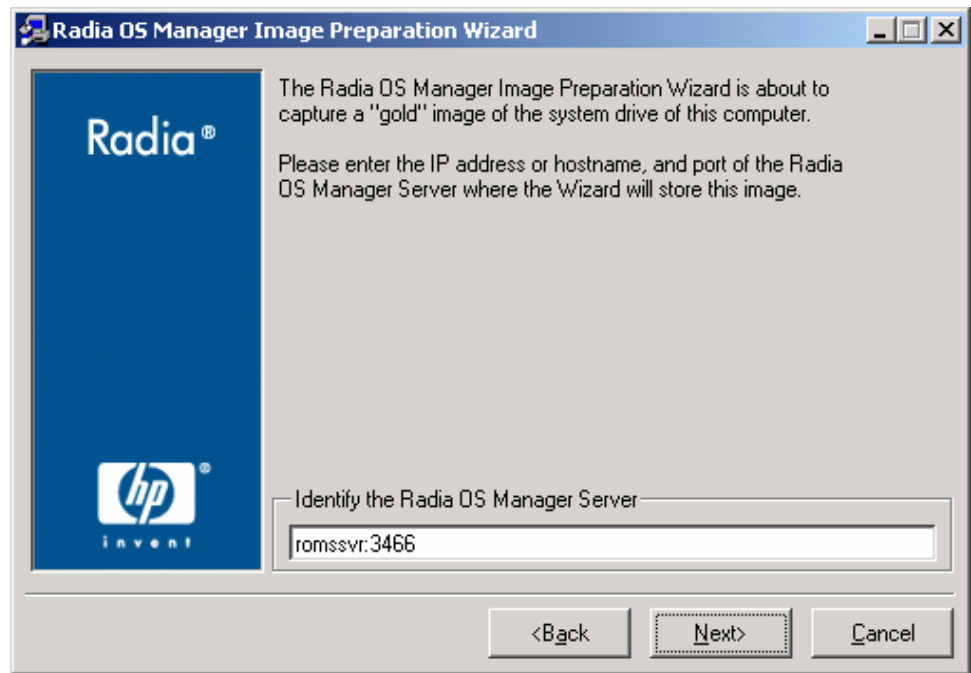 Radia OS Manager Image Preparation Wizard
Radia®
The Radia OS Manager Image Preparation Wizard is about to
capture a "gold" image of the system drive of this computer.
Please enter the IP address or hostname, and port of the Radia
OS Manager Server where the Wizard will store this image.
hp®
invent
Identify the Radia OS Manager Server
romssvr:3466
<Back
Next>
Cancel